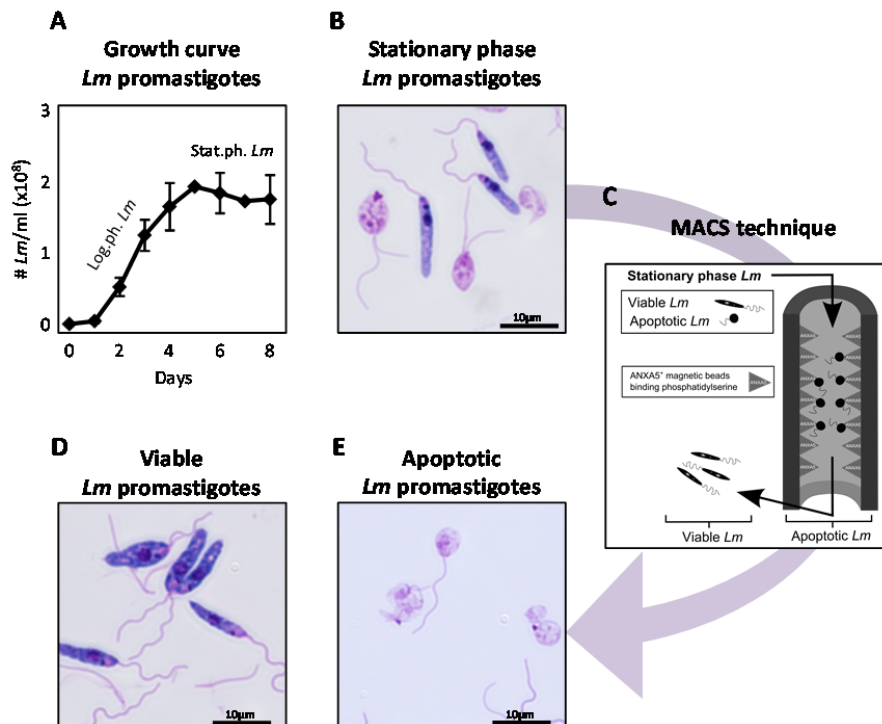 A
Growth curve
Lm promastigotes
# Lm/ml (x10⁸)
3
2
1
0
Log.ph. Lm
Stat.ph. Lm
0 2 4 6 8
Days
B
Stationary phase
Lm promastigotes
10µm
C
MACS technique
Stationary phase Lm
Viable Lm
Apoptotic Lm
ANXA5⁺ magnetic beads
binding phosphatidylserine
ANXA5
Viable Lm
Apoptotic Lm
D
Viable
Lm promastigotes
10µm
E
Apoptotic
Lm promastigotes
10µm